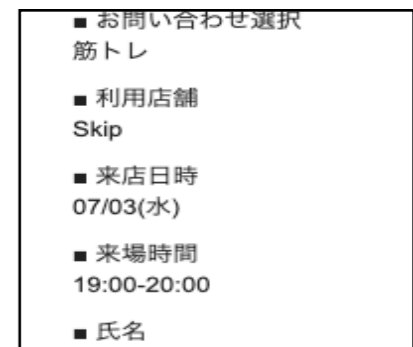 ■ お問い合わせ選択
筋トレ
■ 利用店舗
Skip
■ 来店日時
07/03(水)
■ 来場時間
19:00-20:00
■ 氏名